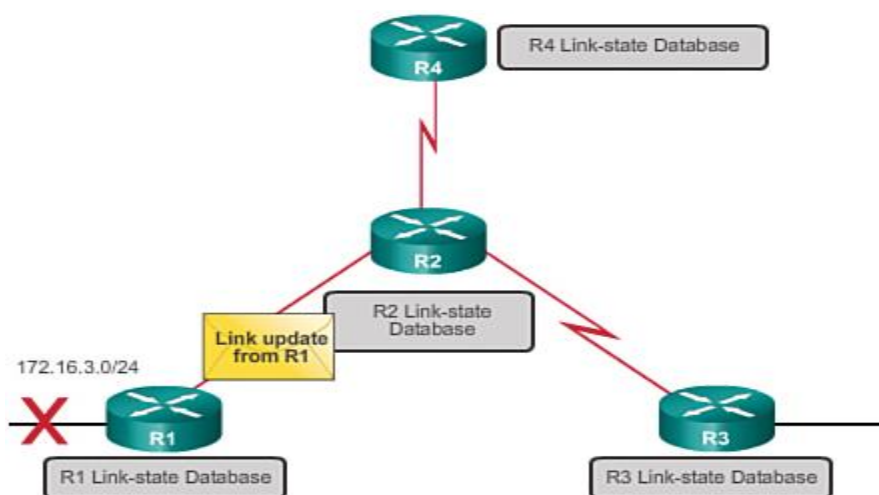 R4
R4 Link-state Database
R2
R2 Link-state
Database
Link update
from R1
172.16.3.0/24
R1
R1 Link-state Database
R3
R3 Link-state Database